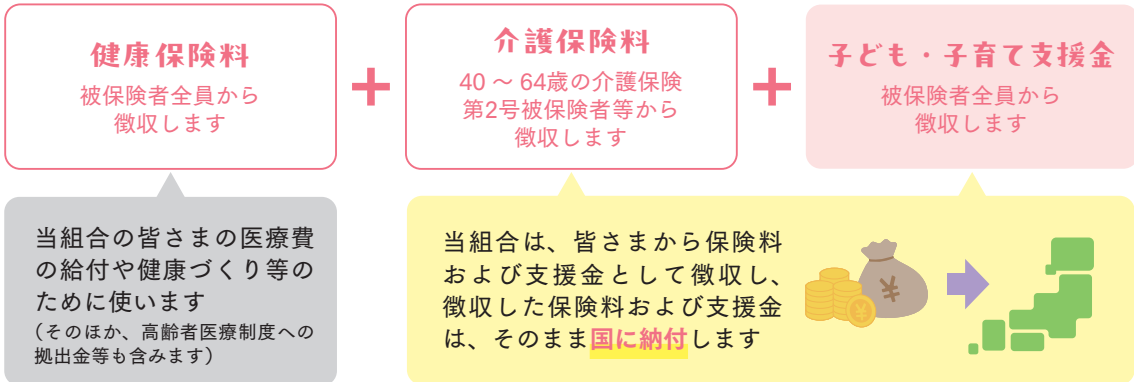 健康保険料
被保険者全員から
徴収します
+
介護保険料
40 ～ 64歳の介護保険
第2号被保険者等から
徴収します
+
子ども・子育て支援金
被保険者全員から
徴収します
当組合の皆さまの医療費
の給付や健康づくり等の
ために使います
（そのほか、高齢者医療制度への
拠出金等も含みます）
当組合は、皆さまから保険料
および支援金として徴収し、
徴収した保険料および支援金
は、そのまま国に納付します
¥
¥